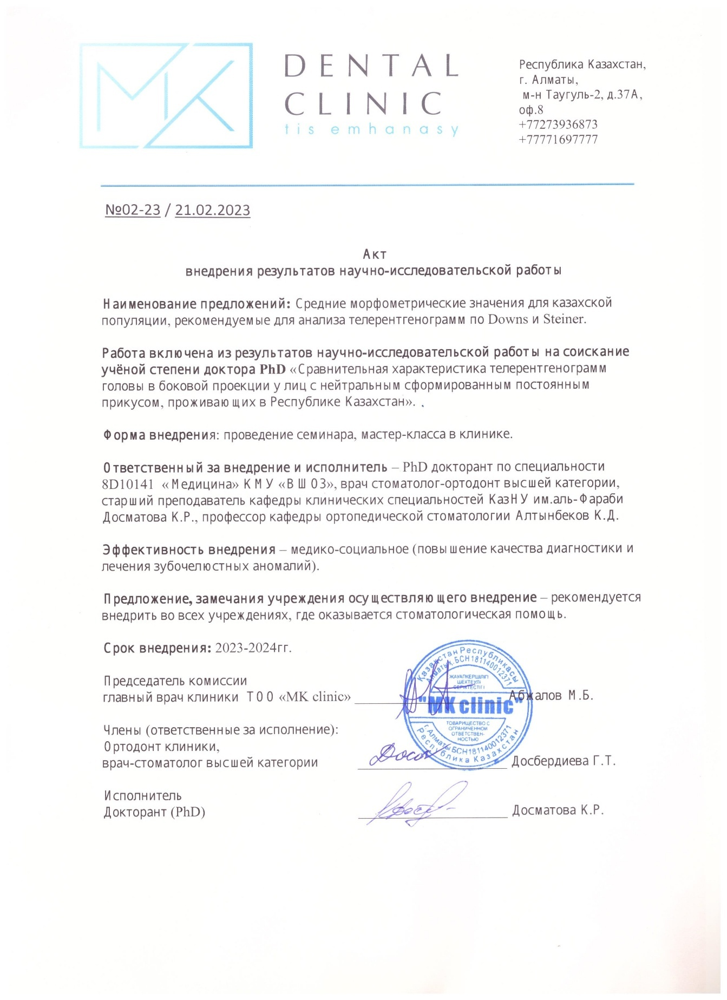 MK
DENTAL
CLINIC
tis emhanasy
Республика Казахстан,
г. Алматы,
м-н Таугуль-2, д.37А,
оф.8
+77273936873
+77771697777
№02-23 / 21.02.2023
Акт
внедрения результатов научно-исследовательской работы
Наименование предложений: Средние морфометрические значения для казахской
популяции, рекомендуемые для анализа телерентгенограмм по Downs и Steiner.
Работа включена из результатов научно-исследовательской работы на соискание
учёной степени доктора PhD «Сравнительная характеристика телерентгенограмм
головы в боковой проекции у лиц с нейтральным сформированным постоянным
прикусом, проживающих в Республике Казахстан». .
Форма внедрения: проведение семинара, мастер-класса в клинике.
Ответственный за внедрение и исполнитель – PhD докторант по специальности
8D10141 «Медицина» КМУ «ВШОЗ», врач стоматолог-ортодонт высшей категории,
старший преподаватель кафедры клинических специальностей КазНУ им.аль-Фараби
Досматова К.Р., профессор кафедры ортопедической стоматологии Алтынбеков К.Д.
Эффективность внедрения – медико-социальное (повышение качества диагностики и
лечения зубочелюстных аномалий).
Предложение, замечания учреждения осуществляющего внедрение – рекомендуется
внедрить во всех учреждениях, где оказывается стоматологическая помощь.
Срок внедрения: 2023-2024гг.
Председатель комиссии
главный врач клиники ТОО «MK clinic» Абжалов М.Б.
Қазақстан Республикасы
Алматы қ. БСН181140012371
ЖАУАПКЕРШІЛІГІ
ШЕКТЕУЛІ
СЕРІКТЕСТІГІ
"MK clinic"
ТОВАРИЩЕСТВО С
ОГРАНИЧЕННОЙ
ОТВЕТСТВЕН-
НОСТЬЮ
г. Алматы БСН181140012371
Республика Казахстан
Члены (ответственные за исполнение):
Ортодонт клиники,
врач-стоматолог высшей категории Досбердиева Г.Т.
Исполнитель
Докторант (PhD) Досматова К.Р.